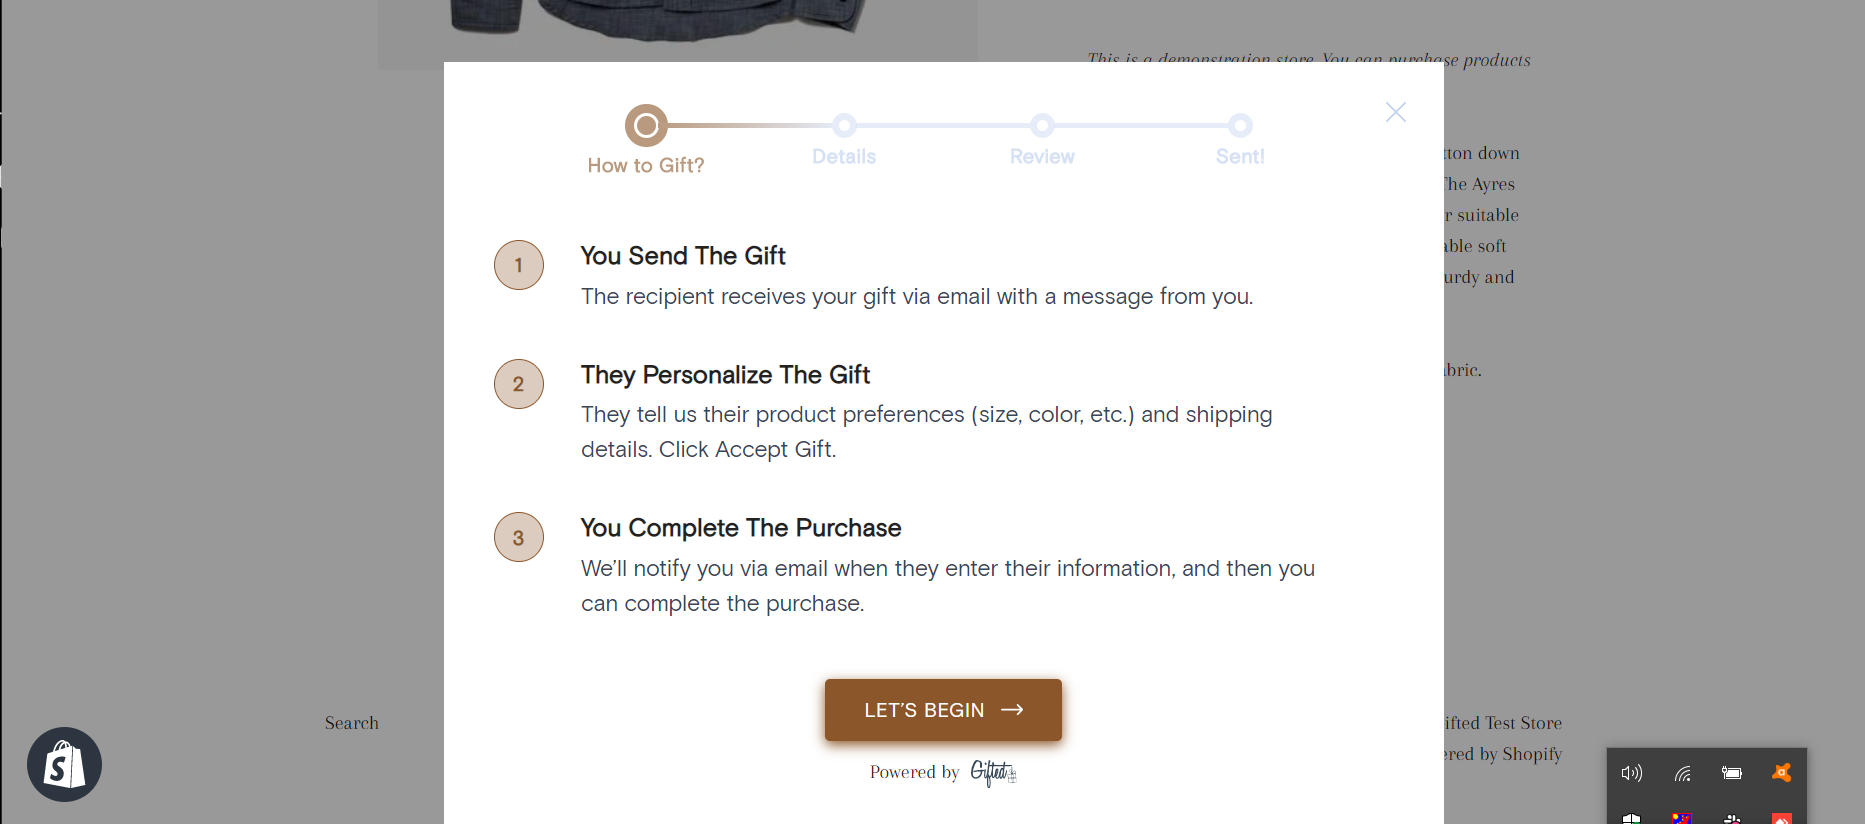 This is a demonstration store. You can purchase products
How to Gift?
Details
Review
Sent!
tton down
The Ayres
r suitable
able soft
urdy and
1
You Send The Gift
The recipient receives your gift via email with a message from you.
2
They Personalize The Gift
They tell us their product preferences (size, color, etc.) and shipping
details. Click Accept Gift.
bric.
3
You Complete The Purchase
We’ll notify you via email when they enter their information, and then you
can complete the purchase.
LET’S BEGIN
Search
ifted Test Store
ered by Shopify
Powered by Gifted